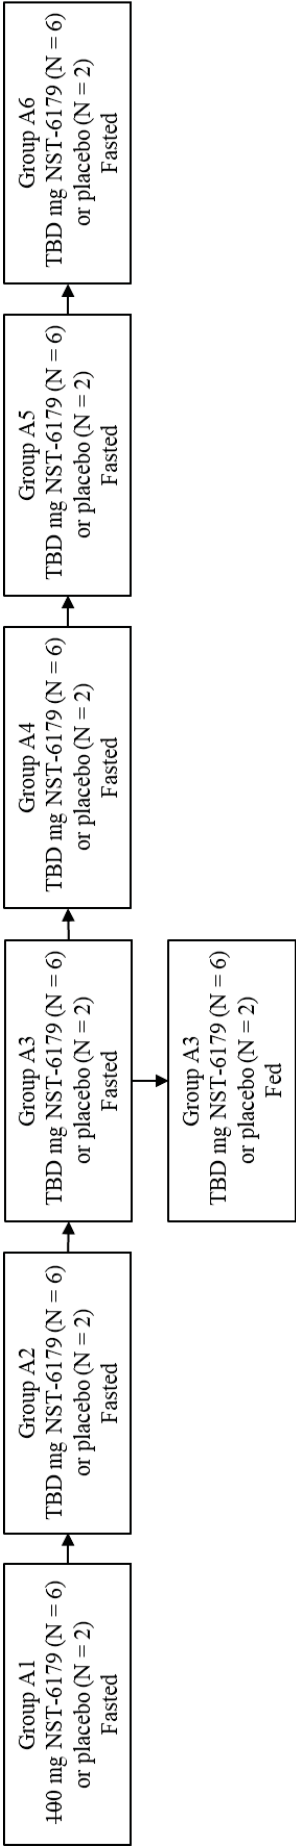 Group A1
100 mg NST-6179 (N = 6)
or placebo (N = 2)
Fasted
Group A2
TBD mg NST-6179 (N = 6)
or placebo (N = 2)
Fasted
Group A3
TBD mg NST-6179 (N = 6)
or placebo (N = 2)
Fasted
Group A4
TBD mg NST-6179 (N = 6)
or placebo (N = 2)
Fasted
Group A5
TBD mg NST-6179 (N = 6)
or placebo (N = 2)
Fasted
Group A6
TBD mg NST-6179 (N = 6)
or placebo (N = 2)
Fasted
Group A3
TBD mg NST-6179 (N = 6)
or placebo (N = 2)
Fed